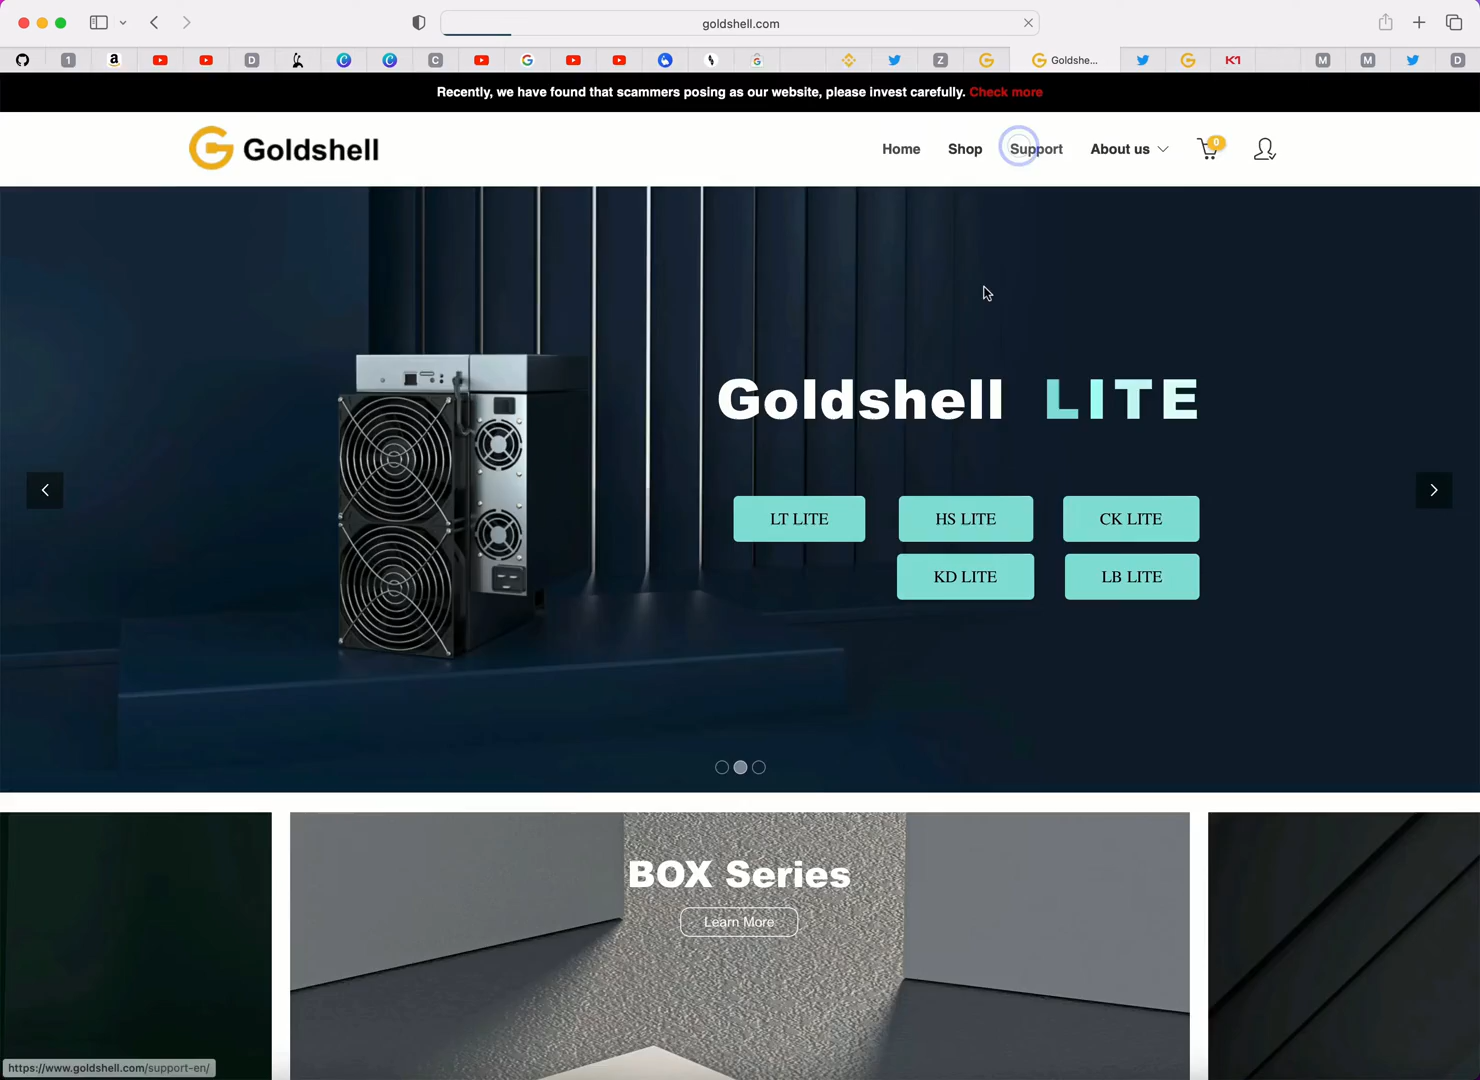 goldshell.com
1
a
D
C
Z
Goldshe...
K1
M
M
D
Recently, we have found that scammers posing as our website, please invest carefully. Check more
Goldshell
Home
Shop
Support
About us
0
Goldshell LITE
LT LITE
HS LITE
CK LITE
KD LITE
LB LITE
BOX Series
Learn More
https://www.goldshell.com/support-en/